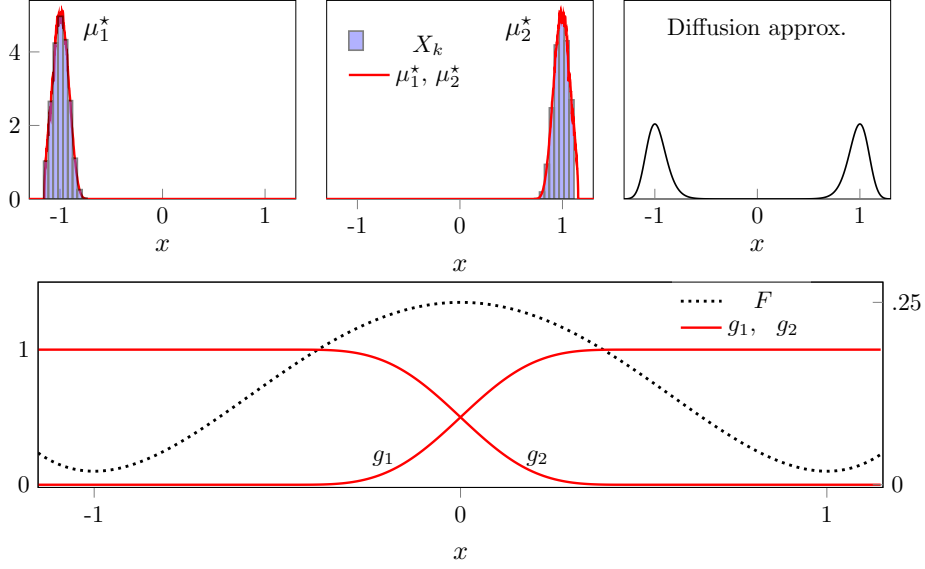 μ₁⋆
4
2
0
-1 0 1
x
X_k
μ₁⋆, μ₂⋆
μ₂⋆
-1 0 1
x
Diffusion approx.
-1 0 1
x
F
g₁, g₂
.25
1
g₁ g₂
0 0
-1 0 1
x